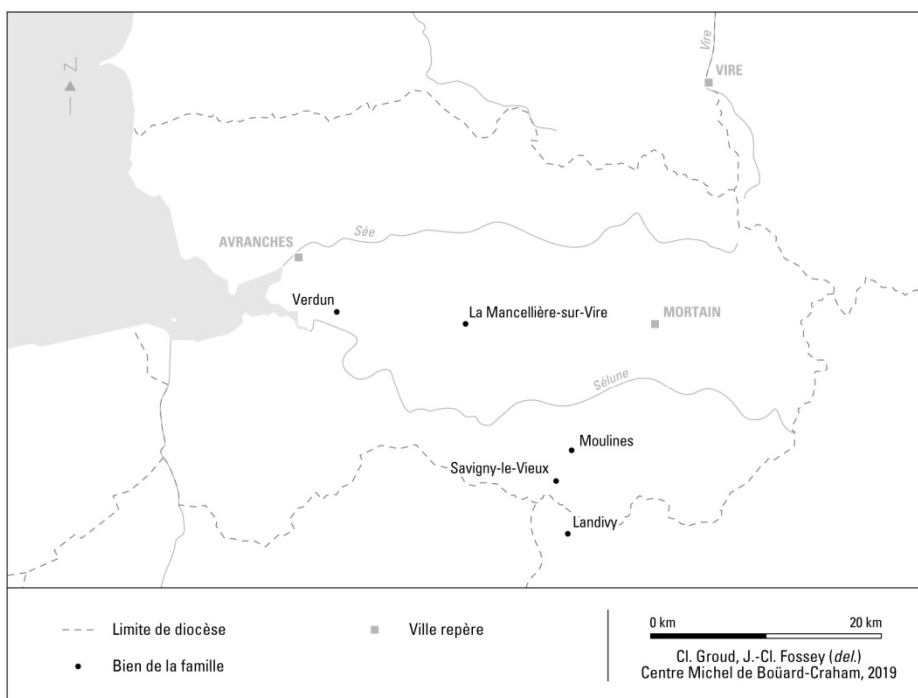 N
Vire
VIRE
Sée
AVRANCHES
Verdun
La Mancellière-sur-Vire
MORTAIN
Sélune
Moulines
Savigny-le-Vieux
Landivy
Limite de diocèse
Ville repère
Bien de la famille
0 km 20 km
Cl. Groud, J.-Cl. Fossey (del.)
Centre Michel de Boüard-Craham, 2019